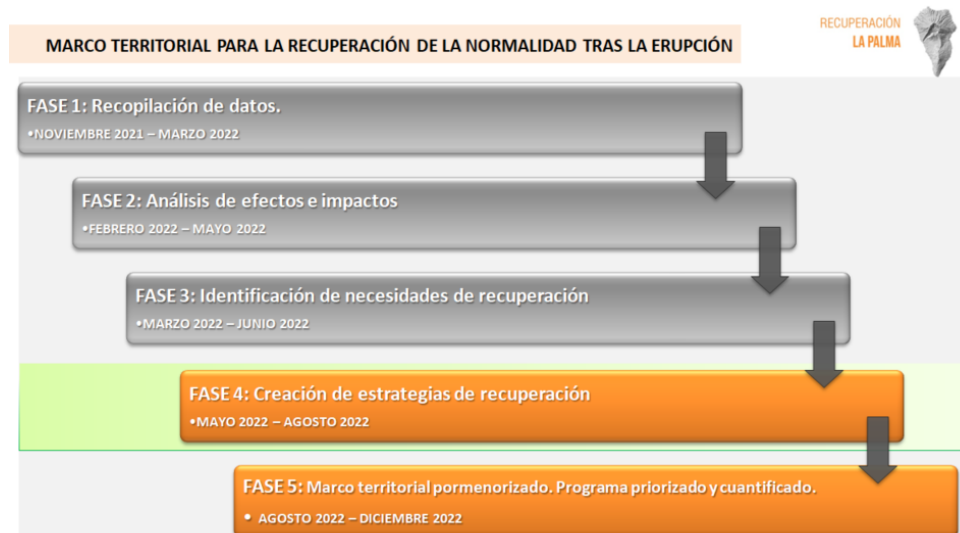 RECUPERACIÓN
LA PALMA
MARCO TERRITORIAL PARA LA RECUPERACIÓN DE LA NORMALIDAD TRAS LA ERUPCIÓN
FASE 1: Recopilación de datos.
•NOVIEMBRE 2021 – MARZO 2022
FASE 2: Análisis de efectos e impactos
•FEBRERO 2022 – MAYO 2022
FASE 3: Identificación de necesidades de recuperación
•MARZO 2022 – JUNIO 2022
FASE 4: Creación de estrategias de recuperación
•MAYO 2022 – AGOSTO 2022
FASE 5: Marco territorial pormenorizado. Programa priorizado y cuantificado.
• AGOSTO 2022 – DICIEMBRE 2022